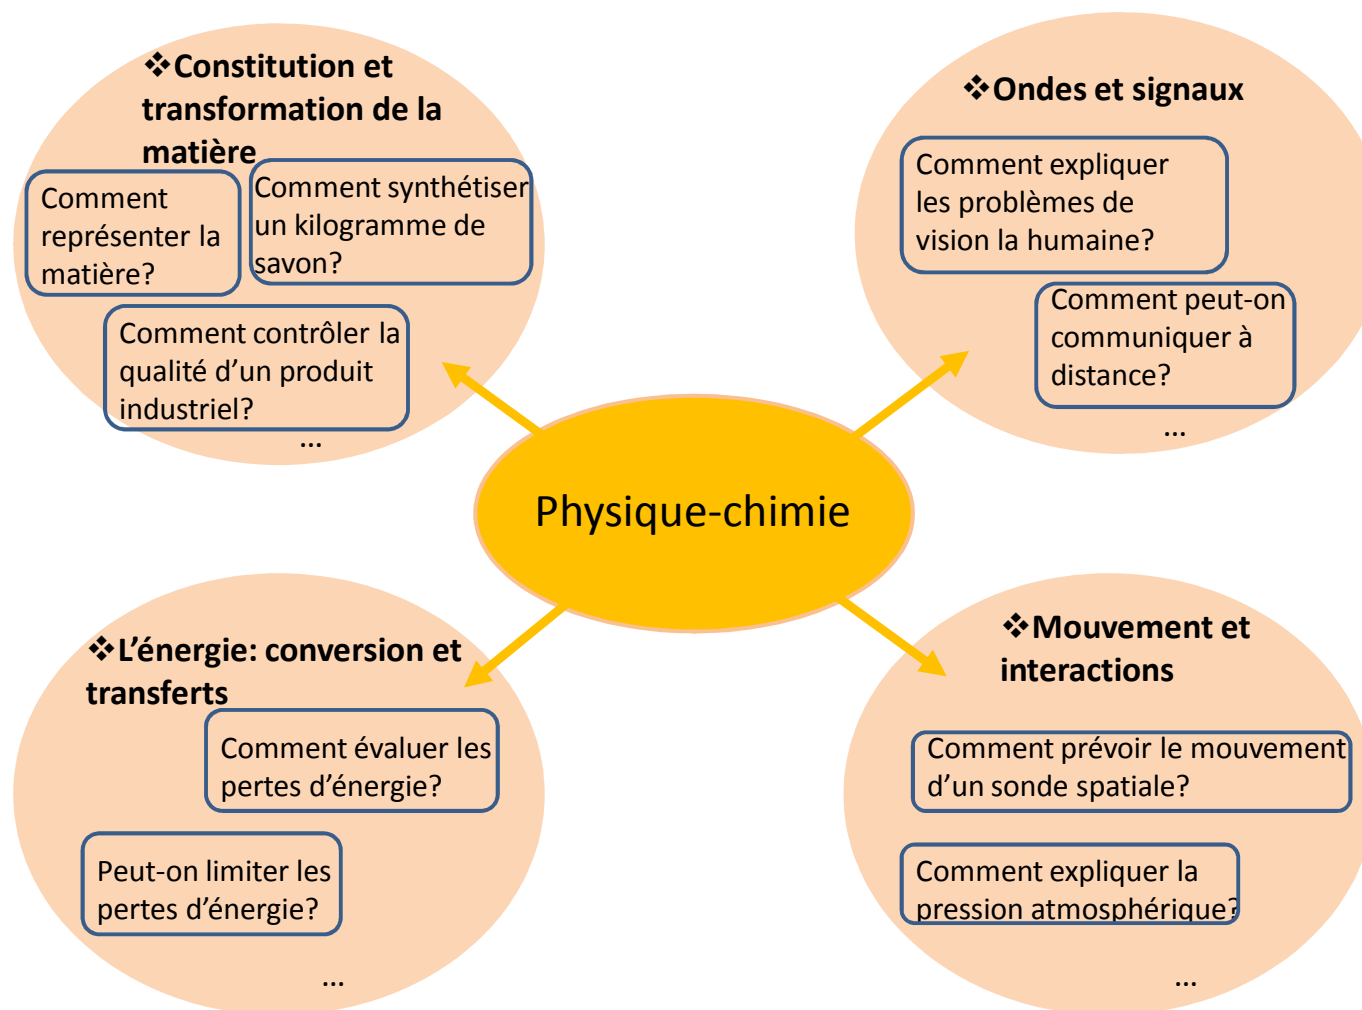 ❖Constitution et
transformation de la
matière
Comment
représenter la
matière?
Comment synthétiser
un kilogramme de
savon?
Comment contrôler la
qualité d’un produit
industriel?
...
❖Ondes et signaux
Comment expliquer
les problèmes de
vision la humaine?
Comment peut-on
communiquer à
distance?
...
Physique-chimie
❖L’énergie: conversion et
transferts
Comment évaluer les
pertes d’énergie?
Peut-on limiter les
pertes d’énergie?
...
❖Mouvement et
interactions
Comment prévoir le mouvement
d’un sonde spatiale?
Comment expliquer la
pression atmosphérique?
...